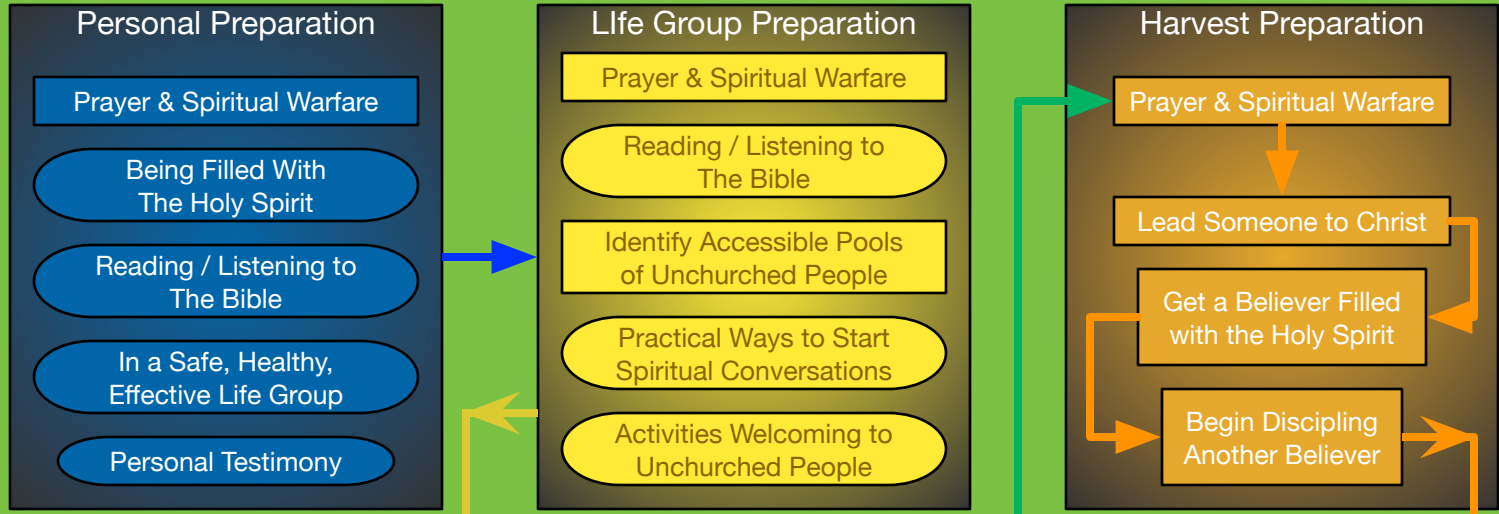 Personal Preparation
Prayer & Spiritual Warfare
Being Filled With
The Holy Spirit
Reading / Listening to
The Bible
In a Safe, Healthy,
Effective Life Group
Personal Testimony
LIfe Group Preparation
Prayer & Spiritual Warfare
Reading / Listening to
The Bible
Identify Accessible Pools
of Unchurched People
Practical Ways to Start
Spiritual Conversations
Activities Welcoming to
Unchurched People
Harvest Preparation
Prayer & Spiritual Warfare
Lead Someone to Christ
Get a Believer Filled
with the Holy Spirit
Begin Discipling
Another Believer